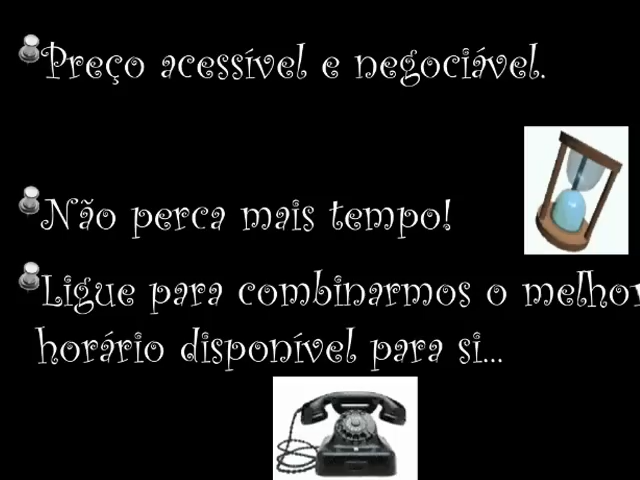 Preço acessível e negociável.
Não perca mais tempo!
Ligue para combinarmos o melhor
horário disponível para si...